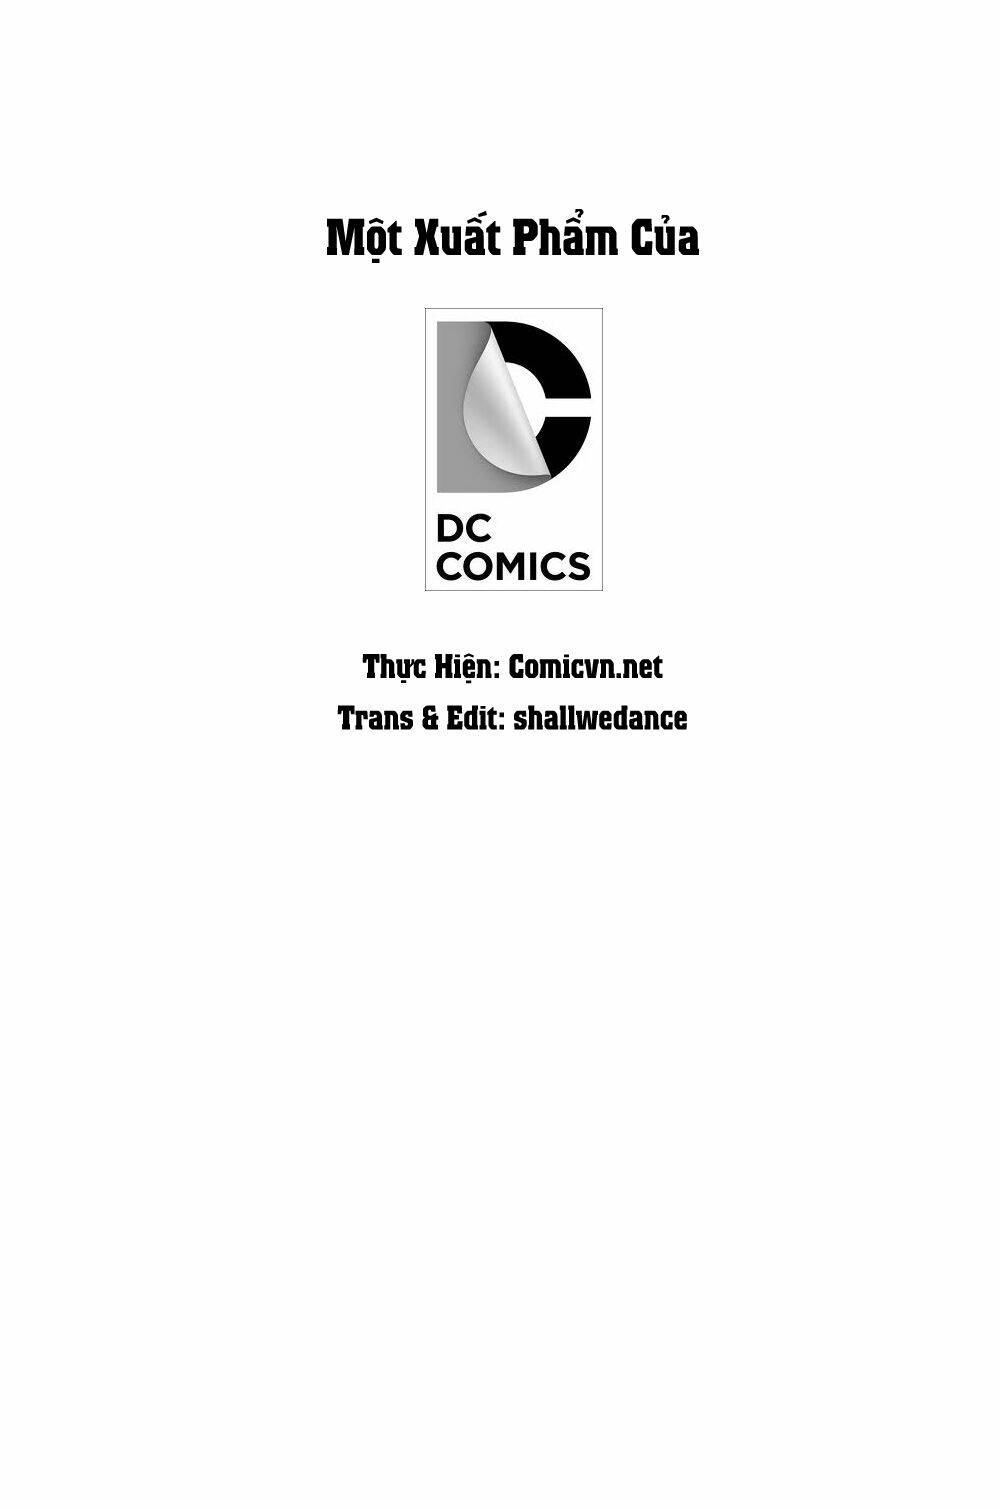 Một Xuất Phẩm Của
DC
COMICS
Thực Hiện: Comicvn.net
Trans & Edit: shallwedance